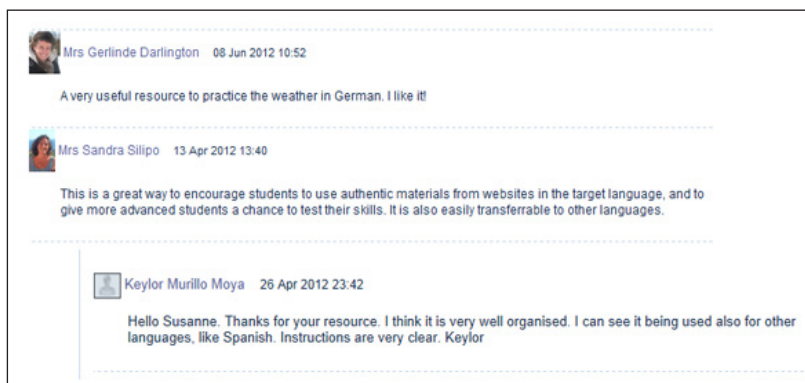 Mrs Gerlinde Darlington 08 Jun 2012 10:52
A very useful resource to practice the weather in German. I like it!
Mrs Sandra Silipo 13 Apr 2012 13:40
This is a great way to encourage students to use authentic materials from websites in the target language, and to
give more advanced students a chance to test their skills. It is also easily transferrable to other languages.
Keylor Murillo Moya 26 Apr 2012 23:42
Hello Susanne. Thanks for your resource. I think it is very well organised. I can see it being used also for other
languages, like Spanish. Instructions are very clear. Keylor